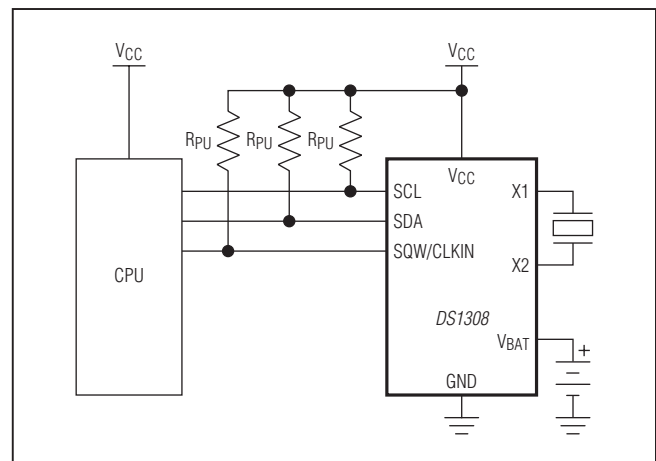 VCC
VCC
RPU
RPU
RPU
VCC
SCL
X1
SDA
SQW/CLKIN
X2
CPU
DS1308
VBAT
+
GND